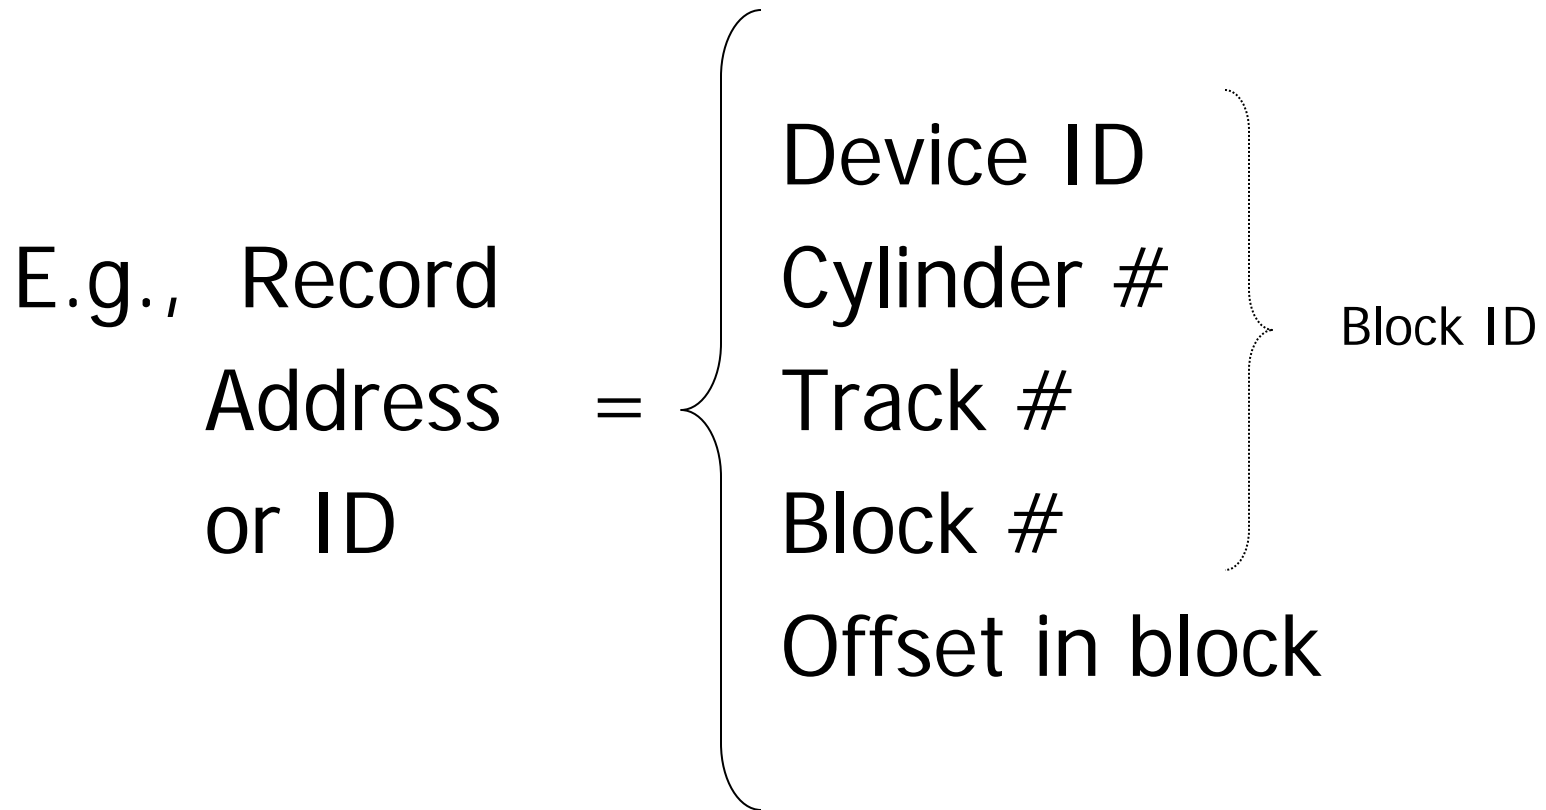 Device ID
E.g., Record
Cylinder #
Block ID
Address
=
Track #
or ID
Block #
Offset in block